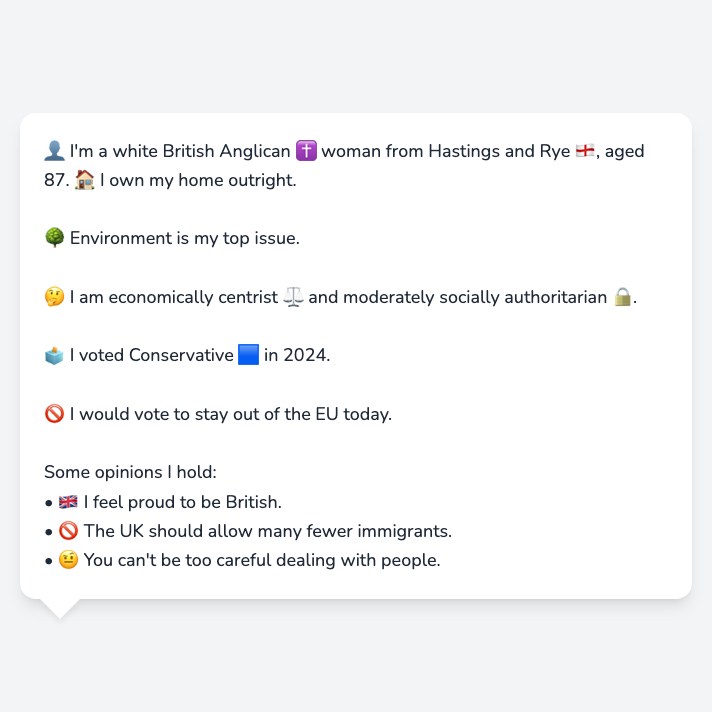 👤 I'm a white British Anglican ✝️ woman from Hastings and Rye 🏴󠁧󠁢󠁥󠁮󠁧󠁿, aged
87. 🏠 I own my home outright.
🌳 Environment is my top issue.
🤔 I am economically centrist ⚖️ and moderately socially authoritarian 🔒.
🗳️ I voted Conservative 🟦 in 2024.
🚫 I would vote to stay out of the EU today.
Some opinions I hold:
• 🇬🇧 I feel proud to be British.
• 🚫 The UK should allow many fewer immigrants.
• 🤨 You can't be too careful dealing with people.